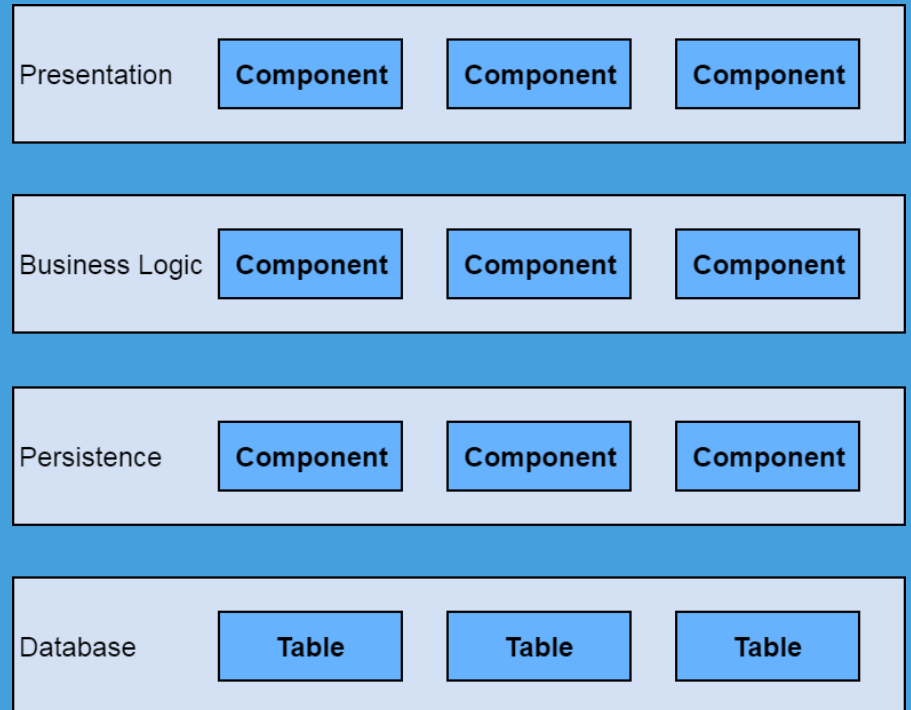 Presentation Component Component Component
Business Logic Component Component Component
Persistence Component Component Component
Database Table Table Table